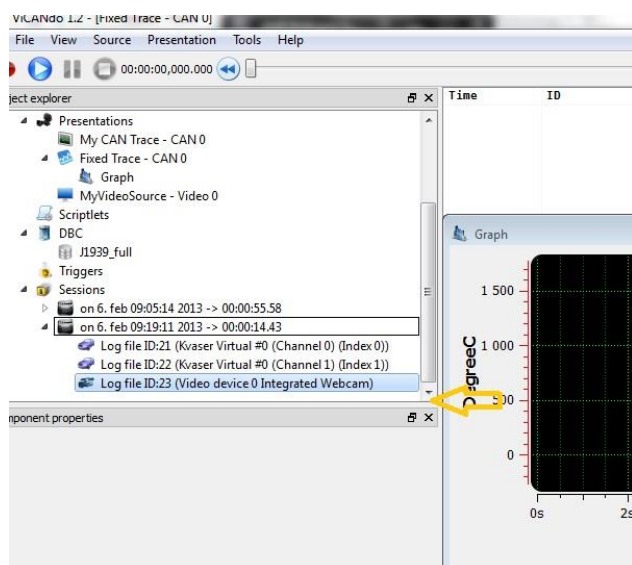 ViCANdo 1.2 - [Fixed Trace - CAN 0]
File View Source Presentation Tools Help
00:00:00,000.000
ject explorer
Presentations
My CAN Trace - CAN 0
Fixed Trace - CAN 0
Graph
MyVideoSource - Video 0
Scriptlets
DBC
J1939_full
Triggers
Sessions
on 6. feb 09:05:14 2013 -> 00:00:55.58
on 6. feb 09:19:11 2013 -> 00:00:14.43
Log file ID:21 (Kvaser Virtual #0 (Channel 0) (Index 0))
Log file ID:22 (Kvaser Virtual #0 (Channel 1) (Index 1))
Log file ID:23 (Video device 0 Integrated Webcam)
mponent properties
Time ID
Graph
DegreeC
1 500
1 000
500
0
0s 2s